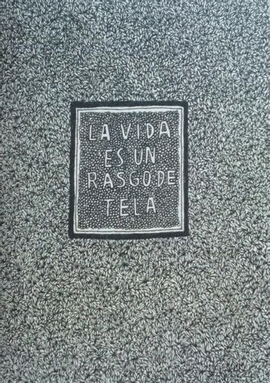 LA VIDA
ES UN
RASGO DE
TELA